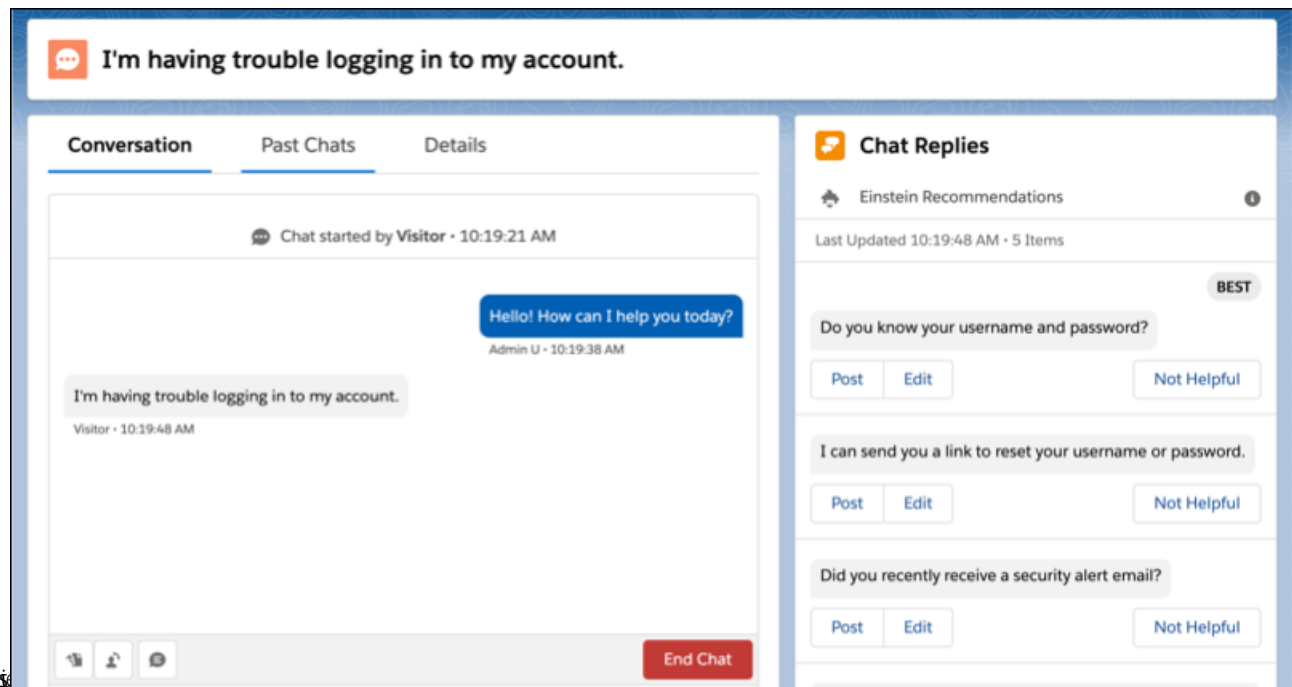 I'm having trouble logging in to my account.
Conversation
Past Chats
Details
Chat started by Visitor • 10:19:21 AM
Hello! How can I help you today?
Admin U • 10:19:38 AM
I'm having trouble logging in to my account.
Visitor • 10:19:48 AM
End Chat
Chat Replies
Einstein Recommendations
Last Updated 10:19:48 AM • 5 Items
BEST
Do you know your username and password?
Post
Edit
Not Helpful
I can send you a link to reset your username or password.
Post
Edit
Not Helpful
Did you recently receive a security alert email?
Post
Edit
Not Helpful